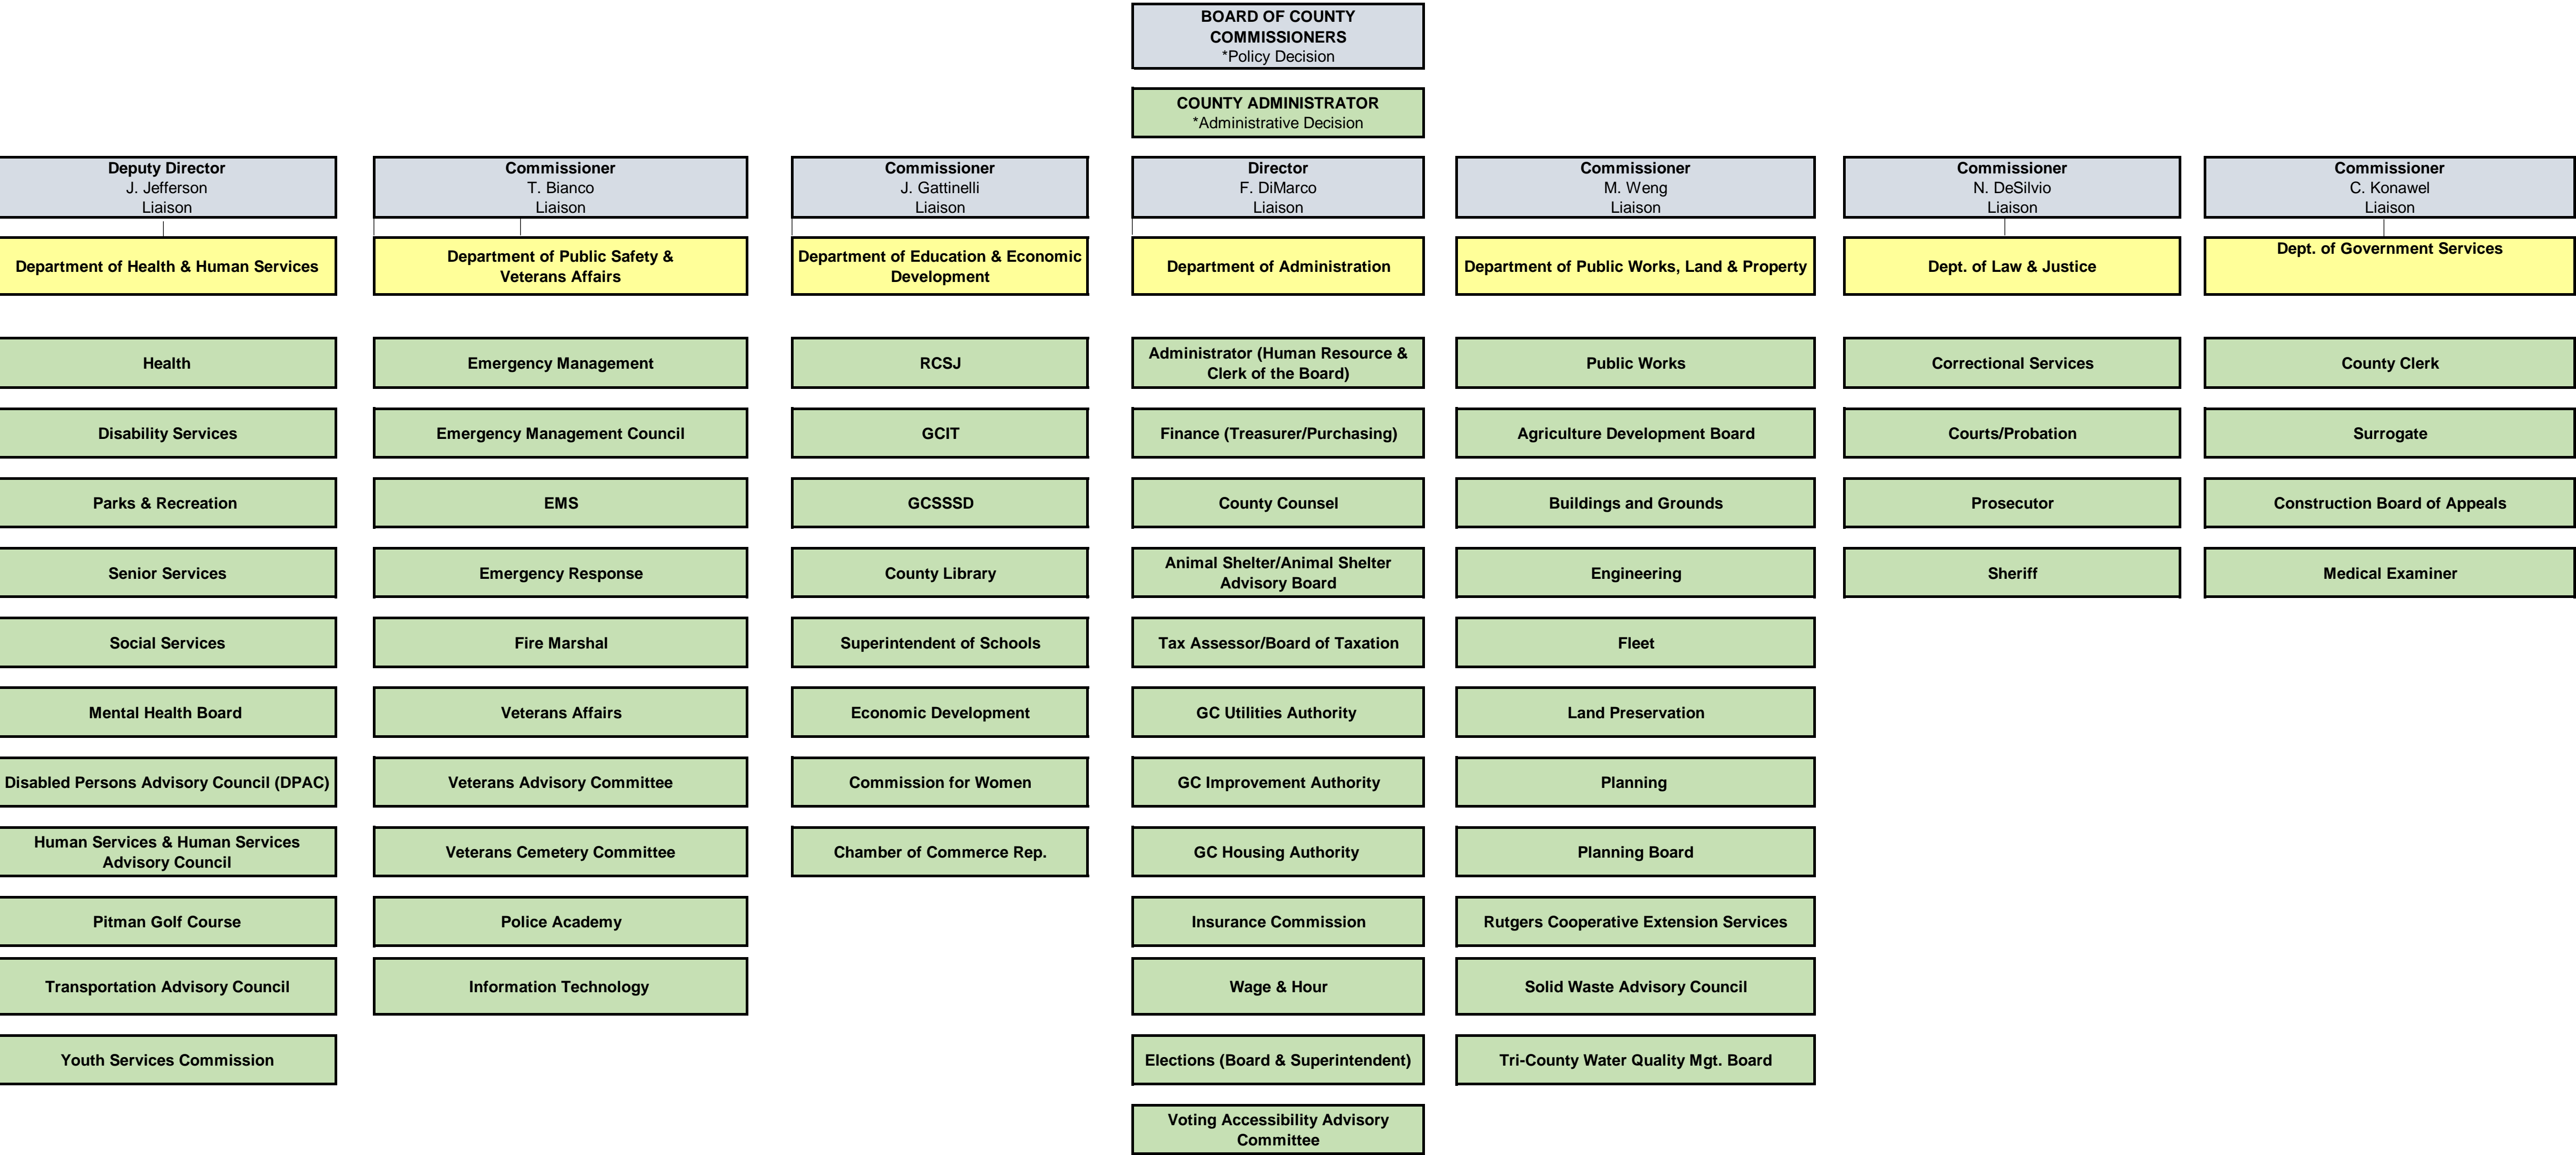 BOARD OF COUNTY
COMMISSIONERS
*Policy Decision
COUNTY ADMINISTRATOR
*Administrative Decision
Deputy Director
J. Jefferson
Liaison
Department of Health & Human Services
Health
Disability Services
Parks & Recreation
Senior Services
Social Services
Mental Health Board
Disabled Persons Advisory Council (DPAC)
Human Services & Human Services
Advisory Council
Pitman Golf Course
Transportation Advisory Council
Youth Services Commission
Commissioner
T. Bianco
Liaison
Department of Public Safety &
Veterans Affairs
Emergency Management
Emergency Management Council
EMS
Emergency Response
Fire Marshal
Veterans Affairs
Veterans Advisory Committee
Veterans Cemetery Committee
Police Academy
Information Technology
Commissioner
J. Gattinelli
Liaison
Department of Education & Economic
Development
RCSJ
GCIT
GCSSSD
County Library
Superintendent of Schools
Economic Development
Commission for Women
Chamber of Commerce Rep.
Director
F. DiMarco
Liaison
Department of Administration
Administrator (Human Resource &
Clerk of the Board)
Finance (Treasurer/Purchasing)
County Counsel
Animal Shelter/Animal Shelter
Advisory Board
Tax Assessor/Board of Taxation
GC Utilities Authority
GC Improvement Authority
GC Housing Authority
Insurance Commission
Wage & Hour
Elections (Board & Superintendent)
Voting Accessibility Advisory
Committee
Commissioner
M. Weng
Liaison
Department of Public Works, Land & Property
Public Works
Agriculture Development Board
Buildings and Grounds
Engineering
Fleet
Land Preservation
Planning
Planning Board
Rutgers Cooperative Extension Services
Solid Waste Advisory Council
Tri-County Water Quality Mgt. Board
Commissioner
N. DeSilvio
Liaison
Dept. of Law & Justice
Correctional Services
Courts/Probation
Prosecutor
Sheriff
Commissioner
C. Konawel
Liaison
Dept. of Government Services
County Clerk
Surrogate
Construction Board of Appeals
Medical Examiner